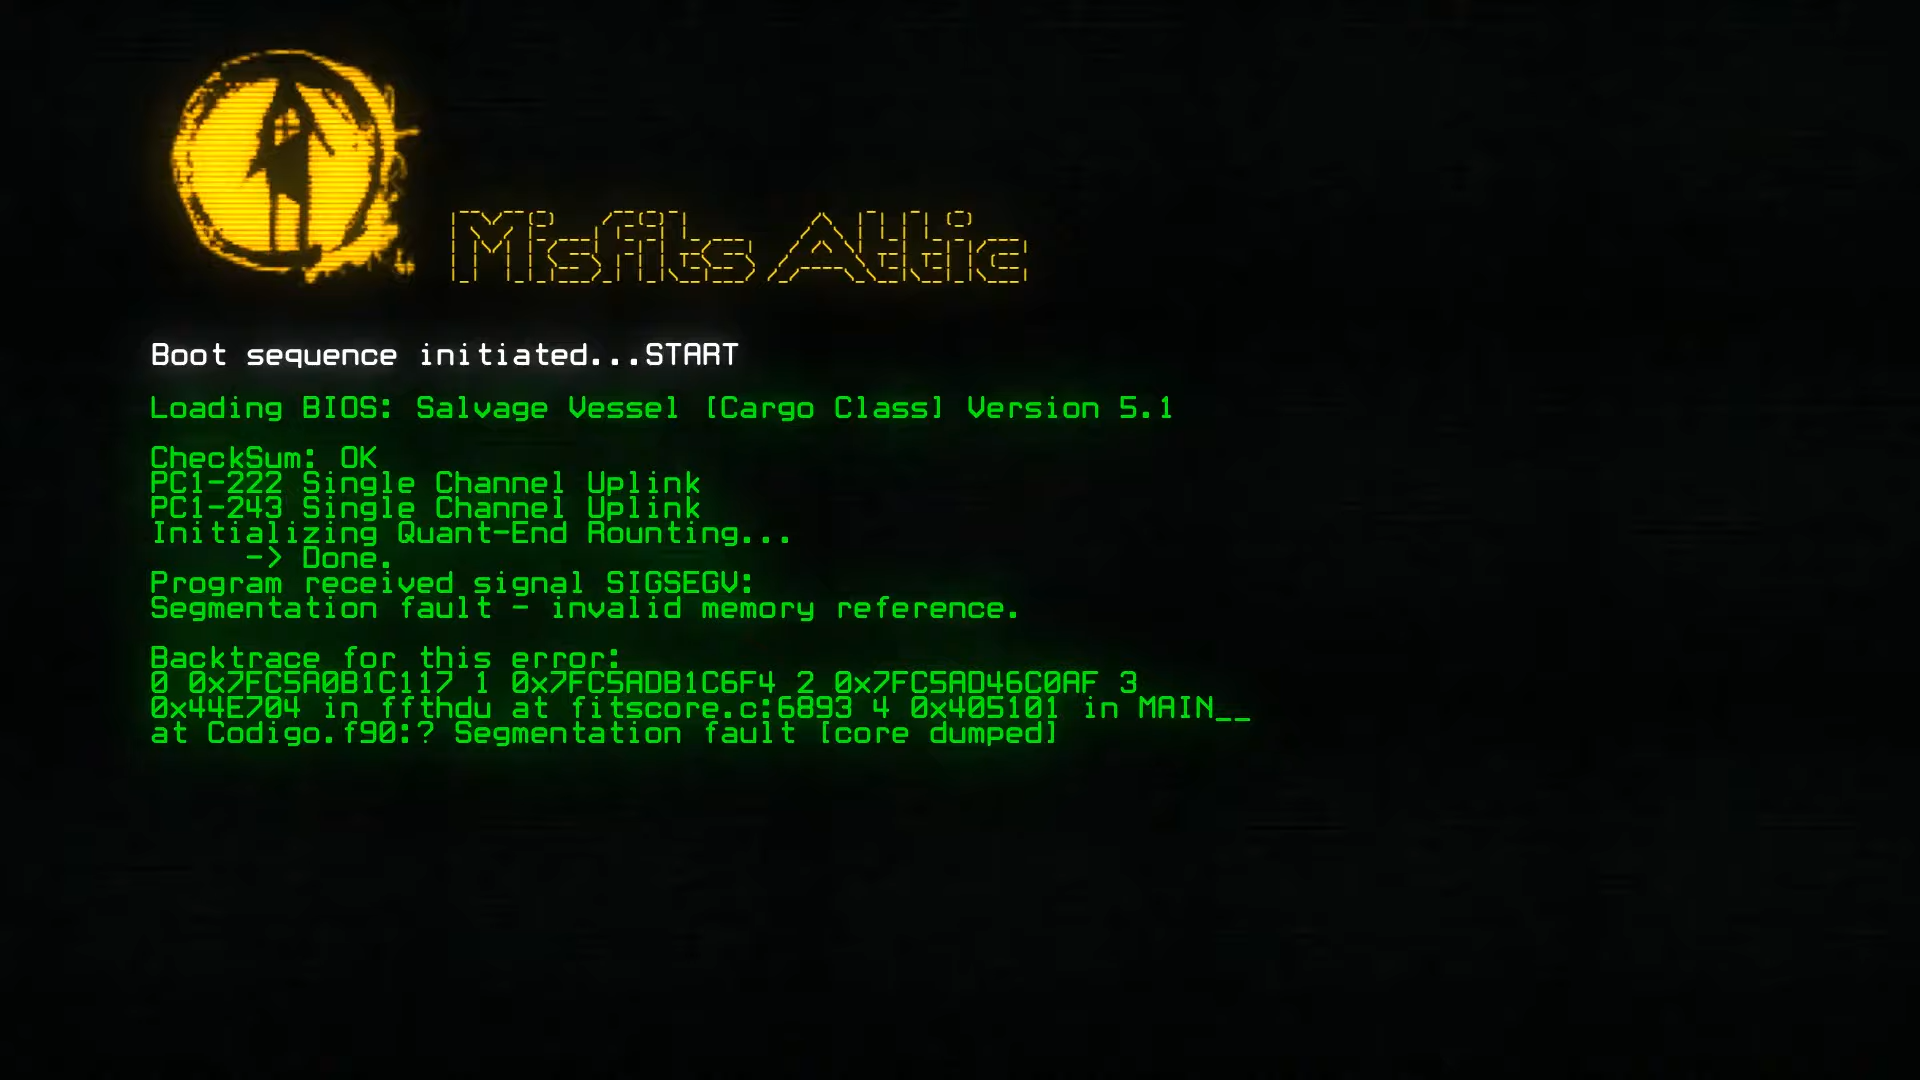 Misfits Attic
Boot sequence initiated...START
Loading BIOS: Salvage Vessel [Cargo Class] Version 5.1
CheckSum: OK
PC1-222 Single Channel Uplink
PC1-243 Single Channel Uplink
Initializing Quant-End Rounting...
-> Done.
Program received signal SIGSEGV:
Segmentation fault - invalid memory reference.
Backtrace for this error:
0 0x7FC5A0B1C117 1 0x7FC5ADB1C6F4 2 0x7FC5AD46C0AF 3
0x44E704 in ffthdu at fitscore.c:6893 4 0x405101 in MAIN__
at Codigo.f90:? Segmentation fault [core dumped]